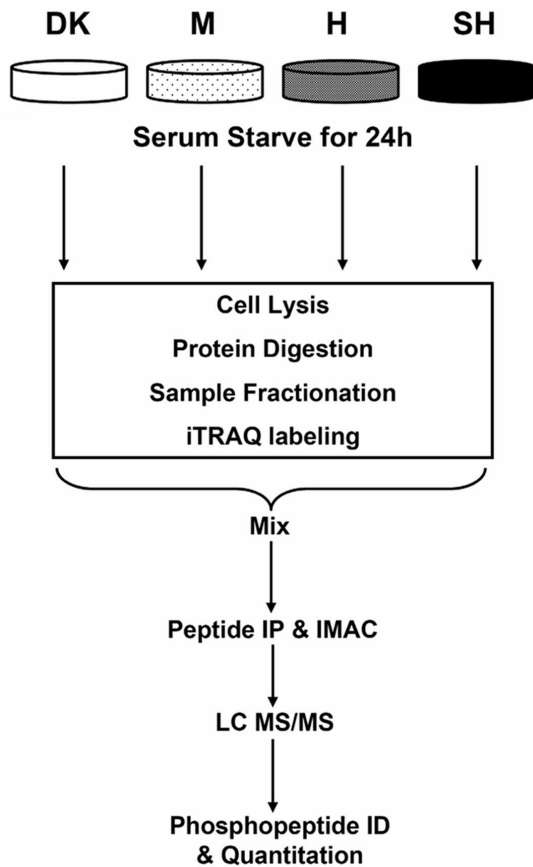 DK M H SH
Serum Starve for 24h
Cell Lysis
Protein Digestion
Sample Fractionation
iTRAQ labeling
Mix
Peptide IP & IMAC
LC MS/MS
Phosphopeptide ID
& Quantitation